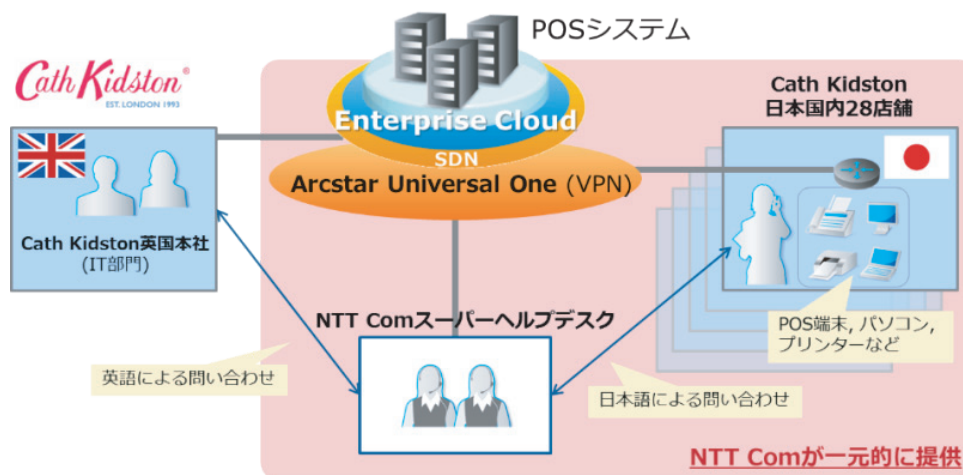 POSシステム
Cath Kidston®
EST. LONDON 1993
Enterprise Cloud
SDN
Arcstar Universal One (VPN)
Cath Kidston
日本国内28店舗
Cath Kidston英国本社
(IT部門)
POS端末, パソコン,
プリンターなど
NTT Comスーパーヘルプデスク
英語による問い合わせ
日本語による問い合わせ
NTT Comが一元的に提供